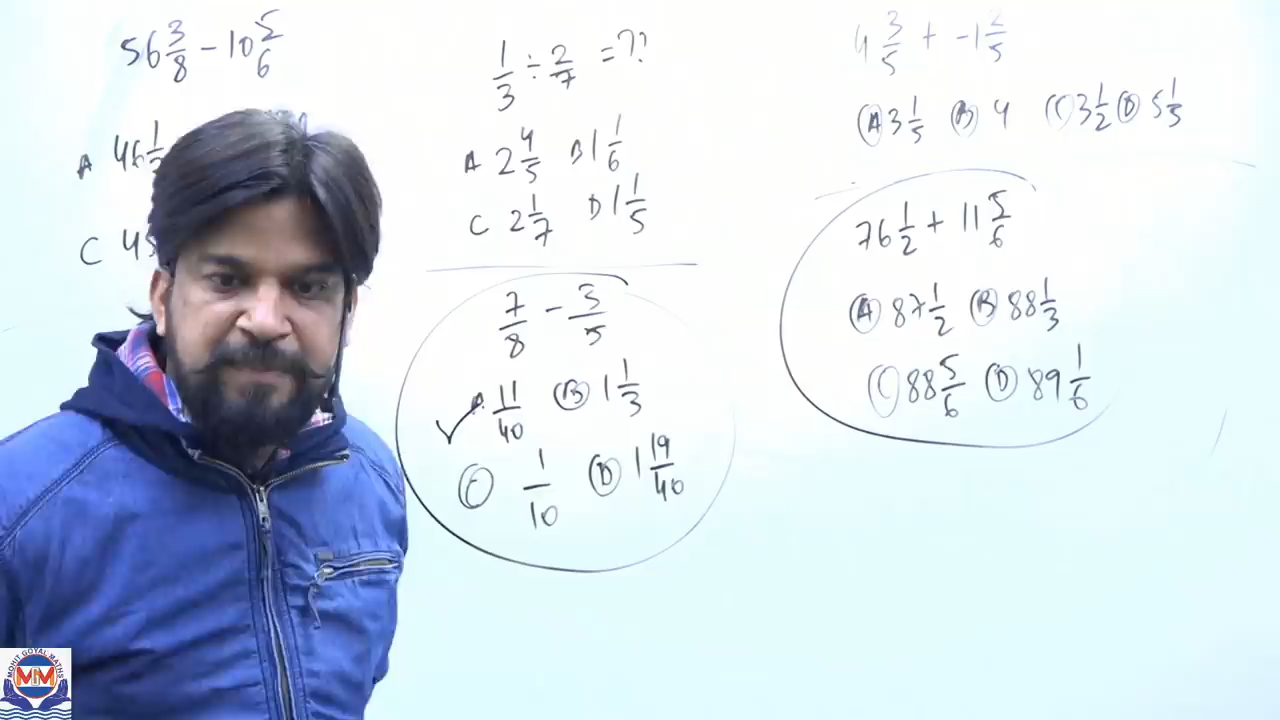 56 3/8 - 10 5/6
A 46 1/
C 45
1/3 ÷ 2/7 = ??
A 2 4/5 B 1 1/6
C 2 1/7 D 1 1/5
7/8 - 3/5
✓ A 11/40 B 1 1/3
C 1/10 D 1 19/40
4 3/5 + -1 2/5
A 3 1/5 B 4 C 3 1/2 D 5 1/5
76 1/2 + 11 5/6
A 87 1/2 B 88 1/3
C 88 5/6 D 89 1/6
MOHIT GOYAL MATHS
MM